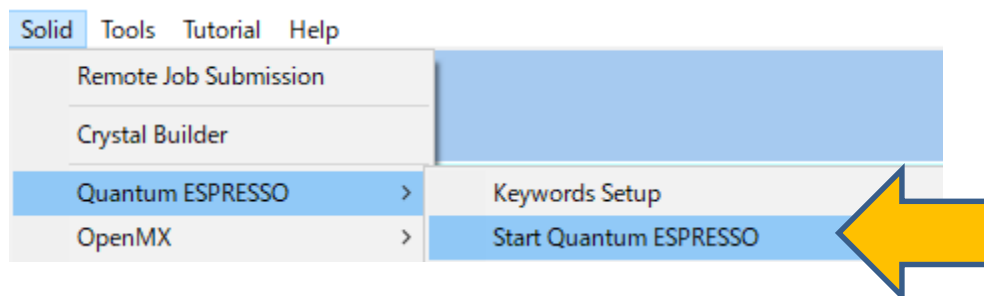 Solid Tools Tutorial Help
Remote Job Submission
Crystal Builder
Quantum ESPRESSO >
Keywords Setup
OpenMX >
Start Quantum ESPRESSO